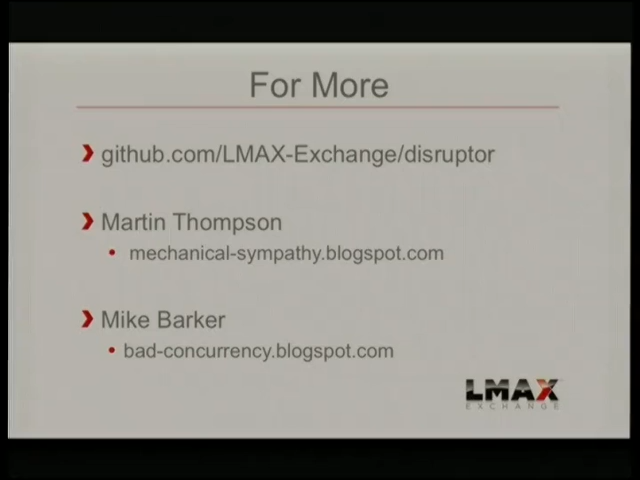 For More
github.com/LMAX-Exchange/disruptor
Martin Thompson
mechanical-sympathy.blogspot.com
Mike Barker
bad-concurrency.blogspot.com
LMAX
EXCHANGE